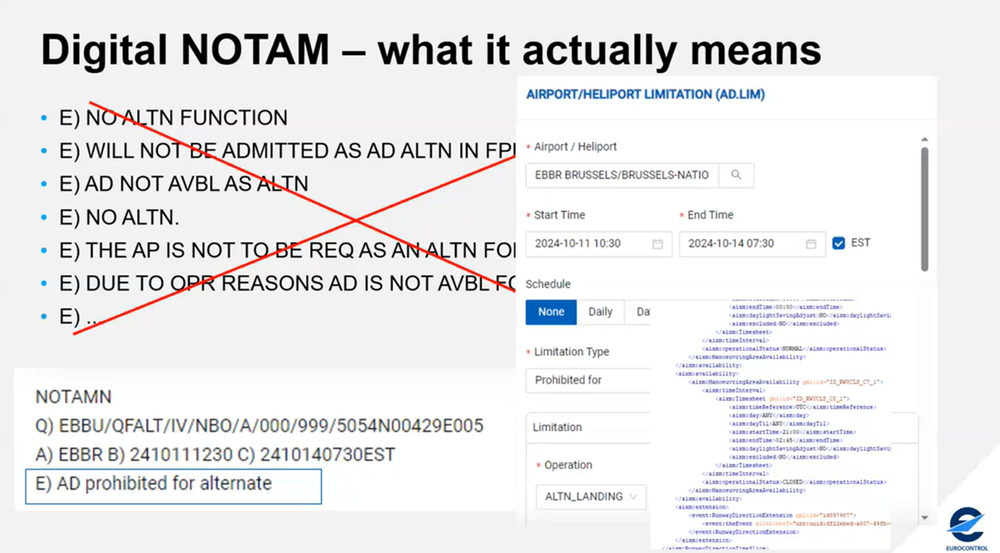 Digital NOTAM – what it actually means
E) NO ALTN FUNCTION
E) WILL NOT BE ADMITTED AS AD ALTN IN
E) AD NOT AVBL AS ALTN
E) NO ALTN.
E) THE AP IS NOT TO BE REQ AS AN ALTN
E) DUE TO OPR REASONS AD IS NOT AVBL
E) ...
NOTAMN
Q) EBBU/QFALT/IV/NBO/A/000/999/5054N00429E005
A) EBBR B) 2410111230 C) 2410140730EST
E) AD prohibited for alternate
AIRPORT/HELIPORT LIMITATION (AD.LIM)
* Airport / Heliport
EBBR BRUSSELS/BRUSSELS-NATIO
* Start Time * End Time
2024-10-11 10:30 2024-10-14 07:30 EST
Schedule
None Daily Da
* Limitation Type
Prohibited for
Limitation
* Operation
ALTN_LANDING
<aixm:endTime>00:00</aixm:endTime>
<aixm:daylightSavingAdjust>NO</aixm:daylightSavi
<aixm:excluded>NO</aixm:excluded>
</aixm:Timesheet>
</aixm:timeInterval>
<aixm:operationalStatus>NORMAL</aixm:operationalStatus>
</aixm:ManoeuvringAreaAvailability>
</aixm:availability>
<aixm:availability>
<aixm:ManoeuvringAreaAvailability gml:id="ID_RWYCLS_C7_1">
<aixm:timeInterval>
<aixm:Timesheet gml:id="ID_RWYCLS_C8_1">
<aixm:timeReference>UTC</aixm:timeReference>
<aixm:day>ANY</aixm:day>
<aixm:dayTil>ANY</aixm:dayTil>
<aixm:startTime>21:00</aixm:startTime>
<aixm:endTime>02:45</aixm:endTime>
<aixm:daylightSavingAdjust>NO</aixm:daylightSavi
<aixm:excluded>NO</aixm:excluded>
</aixm:Timesheet>
</aixm:timeInterval>
<aixm:operationalStatus>CLOSED</aixm:operationalStatus>
</aixm:ManoeuvringAreaAvailability>
</aixm:availability>
<aixm:extension>
<event:RunwayDirectionExtension gml:id="id897987">
<event:theEvent xlink:href="urn:uuid:df22ebed-a807-49fb-
</event:RunwayDirectionExtension>
</aixm:extension>
</aixm:RunwayDirectionTimeSlice>
EUROCONTROL